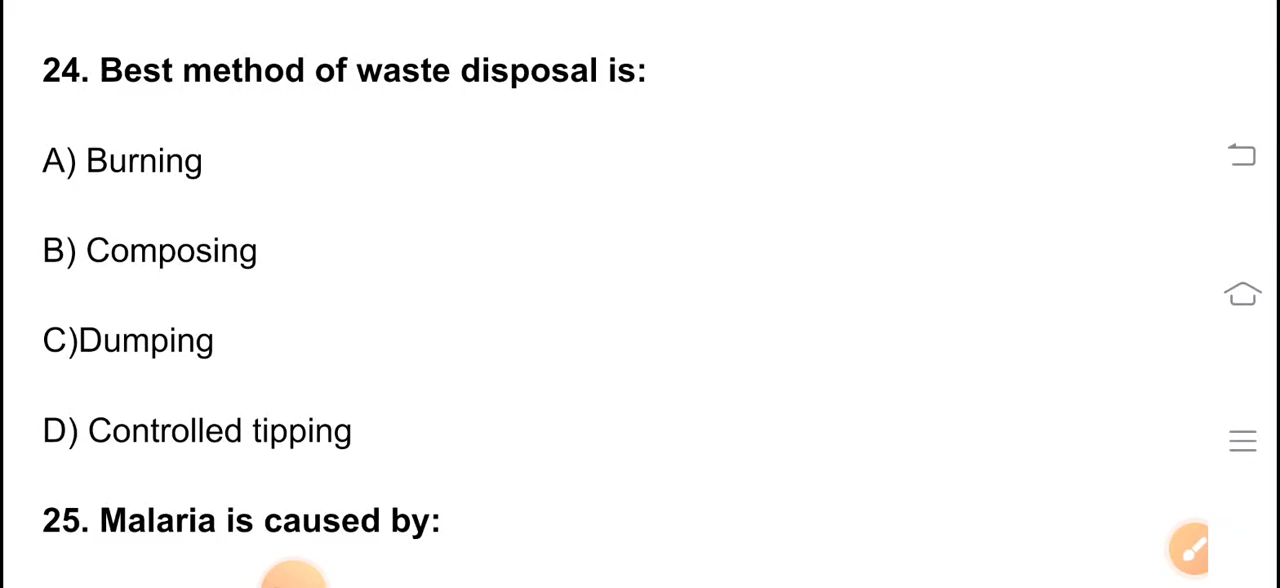 24. Best method of waste disposal is:
A) Burning
B) Composing
C)Dumping
D) Controlled tipping
25. Malaria is caused by: